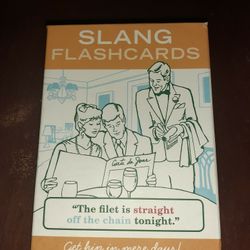 SLANG
FLASHCARDS
Carte du Jour
"The filet is straight
off the chain tonight."
Get hip in mere days!